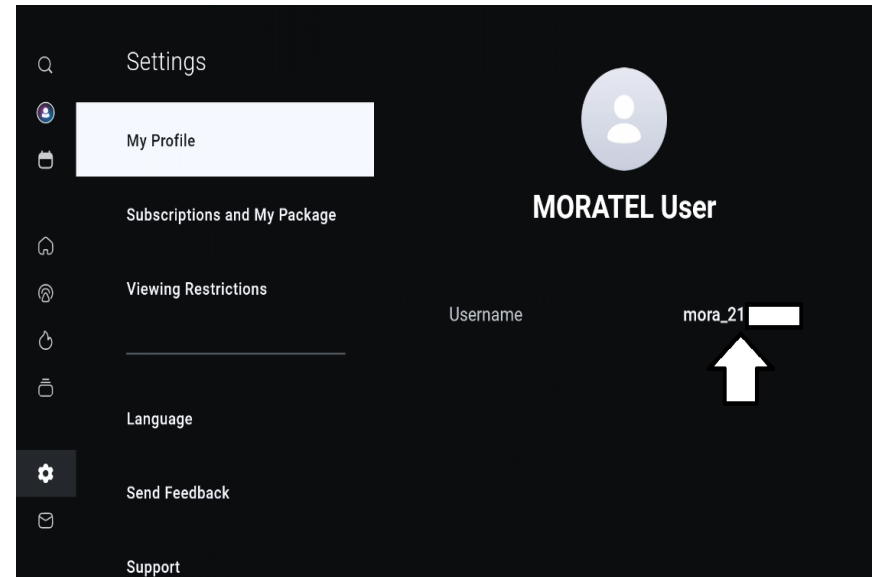 Settings
My Profile
Subscriptions and My Package
Viewing Restrictions
Language
Send Feedback
Support
MORATEL User
Username mora_21